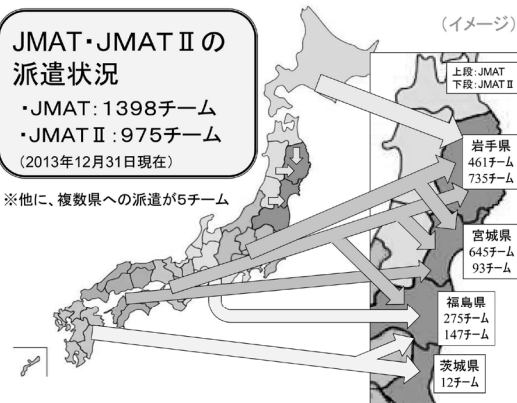 JMAT・JMATⅡの
派遣状況
・JMAT：1398チーム
・JMATⅡ：975チーム
（2013年12月31日現在）
※他に、複数県への派遣が5チーム
（イメージ）
上段：JMAT
下段：JMATⅡ
岩手県
461チーム
735チーム
宮城県
645チーム
93チーム
福島県
275チーム
147チーム
茨城県
12チーム